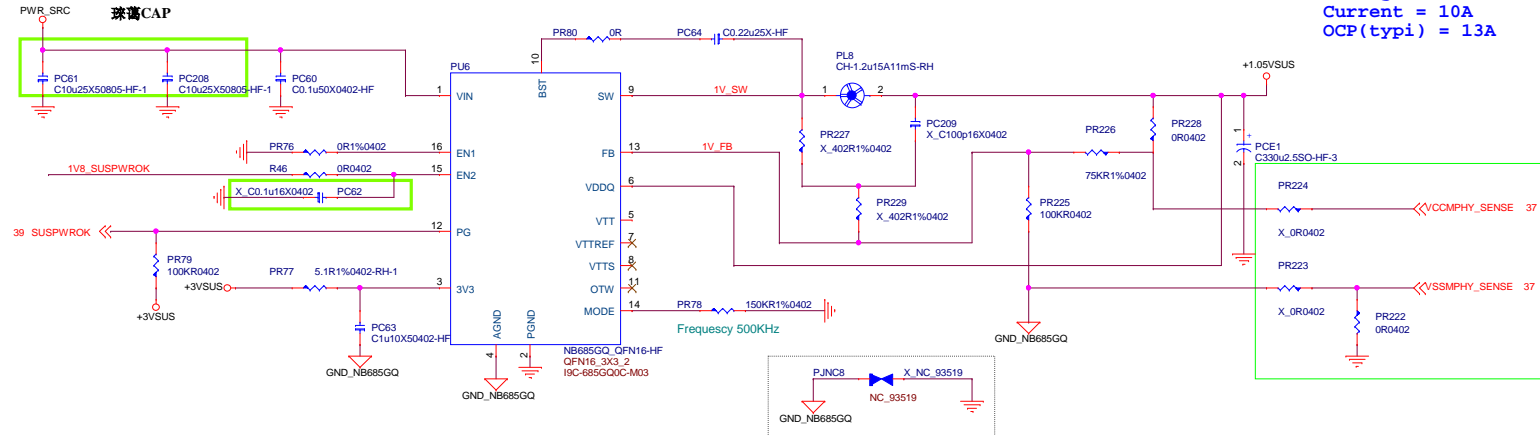 PWR_SRC
琜蔼CAP
Current = 10A
OCP(typi) = 13A
PC61
C10u25X50805-HF-1
PC208
C10u25X50805-HF-1
PC60
C0.1u50X0402-HF
PR80
0R
PC64
C0.22u25X-HF
PU6
10
BST
1
VIN
SW
9
1V_SW
PL8
CH-1.2u15A11mS-RH
1
2
+1.05VSUS
PR227
X_402R1%0402
PC209
X_C100p16X0402
PR226
75KR1%0402
PR228
0R0402
1
+
2
PCE1
C330u2.5SO-HF-3
PR76
0R1%0402
16
EN1
FB
13
1V_FB
1V8_SUSPWROK
R46
0R0402
15
EN2
X_C0.1u16X0402
PC62
VDDQ
6
VTT
5
VTTREF
7
VTTS
8
OTW
11
MODE
14
PR229
X_402R1%0402
PR225
100KR0402
PR224
X_0R0402
VCCMPHY_SENSE 37
39 SUSPWROK
12
PG
PR79
100KR0402
+3VSUS
PR77
5.1R1%0402-RH-1
+3VSUS
3
3V3
PC63
C1u10X50402-HF
GND_NB685GQ
AGND
PGND
4
2
GND_NB685GQ
PR78
150KR1%0402
Frequescy 500KHz
NB685GQ_QFN16-HF
QFN16_3X3_2
I9C-685GQ0C-M03
GND_NB685GQ
PR223
X_0R0402
VSSMPHY_SENSE 37
PR222
0R0402
PJNC8
X_NC_93519
NC_93519
GND_NB685GQ